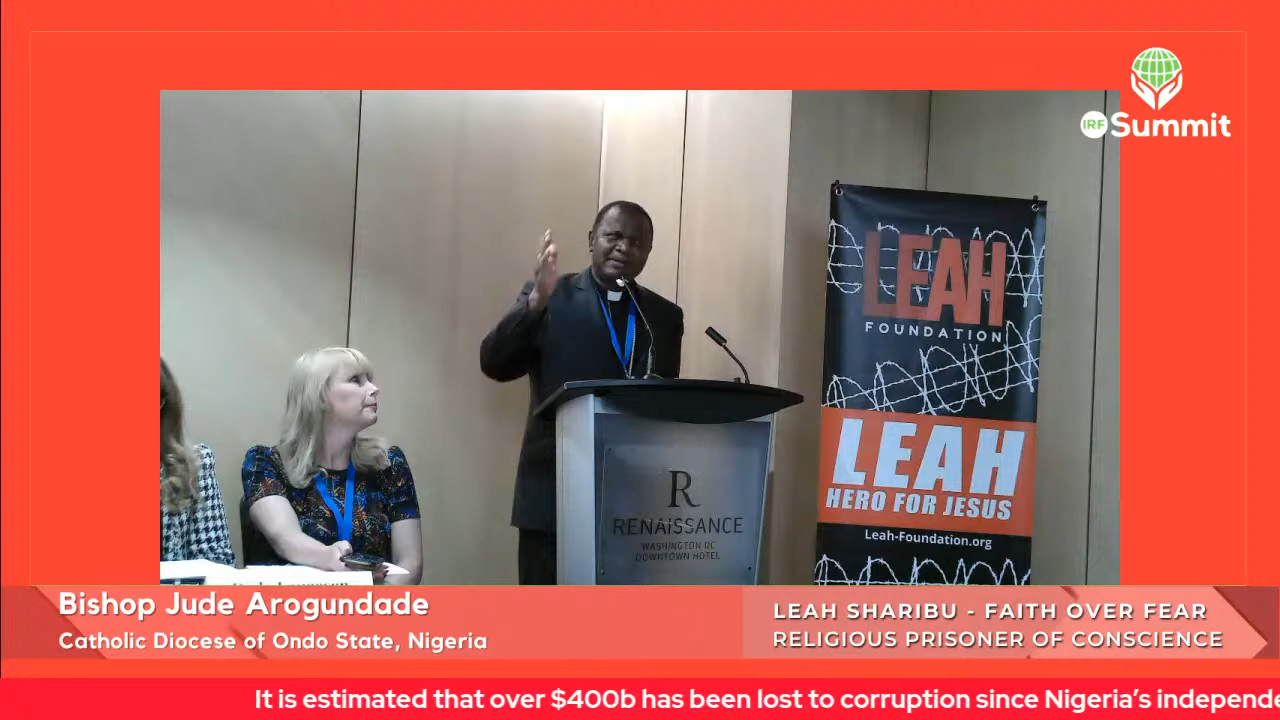 IRF Summit
LEAH
FOUNDATION
LEAH
HERO FOR JESUS
Leah-Foundation.org
R
RENAISSANCE
WASHINGTON DC
DOWNTOWN HOTEL
Bishop Jude Arogundade
Catholic Diocese of Ondo State, Nigeria
LEAH SHARIBU - FAITH OVER FEAR
RELIGIOUS PRISONER OF CONSCIENCE
It is estimated that over $400b has been lost to corruption since Nigeria’s independe